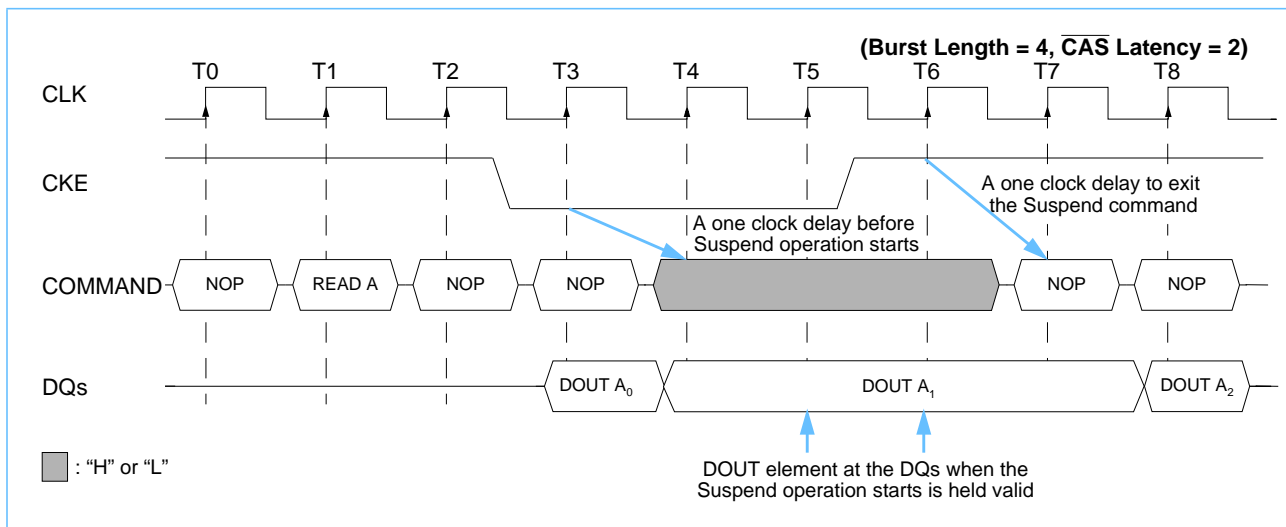 (Burst Length = 4, CAS Latency = 2)
T0 T1 T2 T3 T4 T5 T6 T7 T8
CLK
CKE
A one clock delay to exit
the Suspend command
A one clock delay before
Suspend operation starts
COMMAND NOP READ A NOP NOP NOP NOP
DQs DOUT A0 DOUT A1 DOUT A2
: “H” or “L”
DOUT element at the DQs when the
Suspend operation starts is held valid